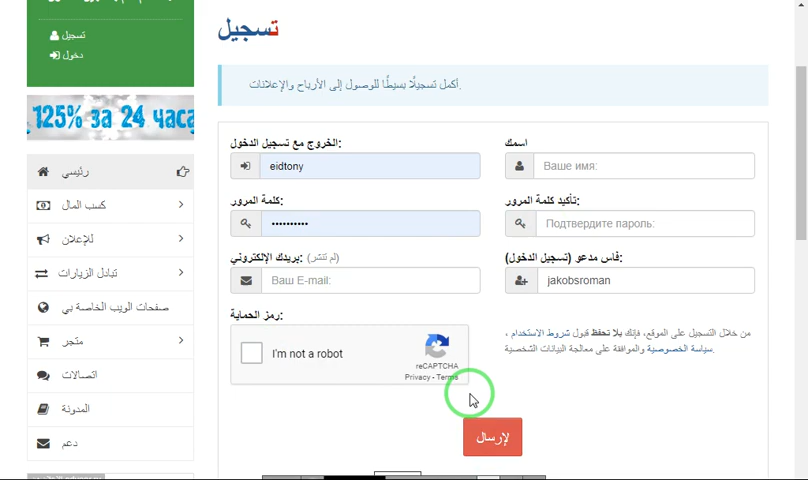 تسجيل
دخول
125% за 24 часа
رئيسي
كسب المال
للإعلان
تبادل الزيارات
صفحات الويب الخاصة بي
متجر
اتصالات
المدونة
دعم
تسجيل
أكمل تسجيلًا بسيطًا للوصول إلى الأرباح والإعلانات.
الخروج مع تسجيل الدخول:
eidtony
اسمك
Ваше имя:
كلمة المرور:
••••••••••
تأكيد كلمة المرور:
Подтвердите пароль:
بريدك الإلكتروني: (لم تنشر)
Ваш E-mail:
فاس مدعو (تسجيل الدخول):
jakobsroman
رمز الحماية:
I'm not a robot
reCAPTCHA
Privacy - Terms
من خلال التسجيل على الموقع، فإنك بلا تحفظ قبول شروط الاستخدام ،
سياسة الخصوصية والموافقة على معالجة البيانات الشخصية.
لإرسال